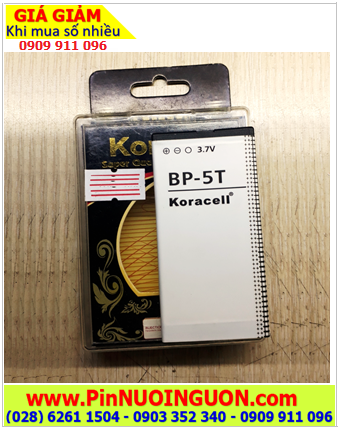 GIÁ GIẢM
Khi mua số nhiều
0909 911 096
Kor
Super Qu
⊕ ⊖ ⊕ 3.7V
BP-5T
Koracell®
www.PinNUOINGUON.com
(028) 6261 1504 - 0903 352 340 - 0909 911 096